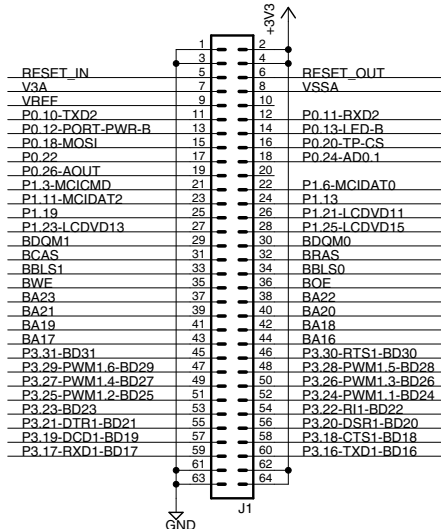 +3V3
1 2
3 4
RESET_IN 5 6 RESET_OUT
V3A 7 8 VSSA
VREF 9 10
P0.10-TXD2 11 12 P0.11-RXD2
P0.12-PORT-PWR-B 13 14 P0.13-LED-B
P0.18-MOSI 15 16 P0.20-TP-CS
P0.22 17 18 P0.24-AD0.1
P0.26-AOUT 19 20
P1.3-MCICMD 21 22 P1.6-MCIDAT0
P1.11-MCIDAT2 23 24 P1.13
P1.19 25 26 P1.21-LCDVD11
P1.23-LCDVD13 27 28 P1.25-LCDVD15
BDQM1 29 30 BDQM0
BCAS 31 32 BRAS
BBLS1 33 34 BBLS0
BWE 35 36 BOE
BA23 37 38 BA22
BA21 39 40 BA20
BA19 41 42 BA18
BA17 43 44 BA16
P3.31-BD31 45 46 P3.30-RTS1-BD30
P3.29-PWM1.6-BD29 47 48 P3.28-PWM1.5-BD28
P3.27-PWM1.4-BD27 49 50 P3.26-PWM1.3-BD26
P3.25-PWM1.2-BD25 51 52 P3.24-PWM1.1-BD24
P3.23-BD23 53 54 P3.22-RI1-BD22
P3.21-DTR1-BD21 55 56 P3.20-DSR1-BD20
P3.19-DCD1-BD19 57 58 P3.18-CTS1-BD18
P3.17-RXD1-BD17 59 60 P3.16-TXD1-BD16
61 62
63 64
J1
GND